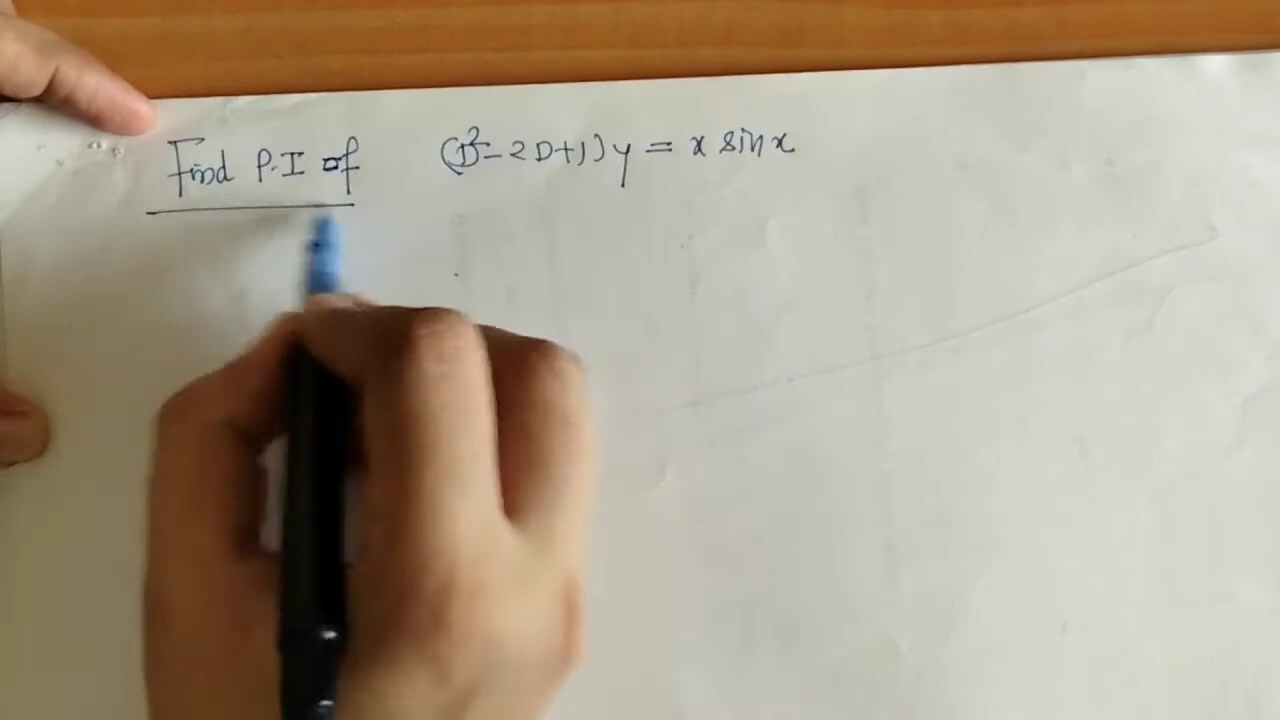 Find P.I of (D²-2D+1)y = x sin x